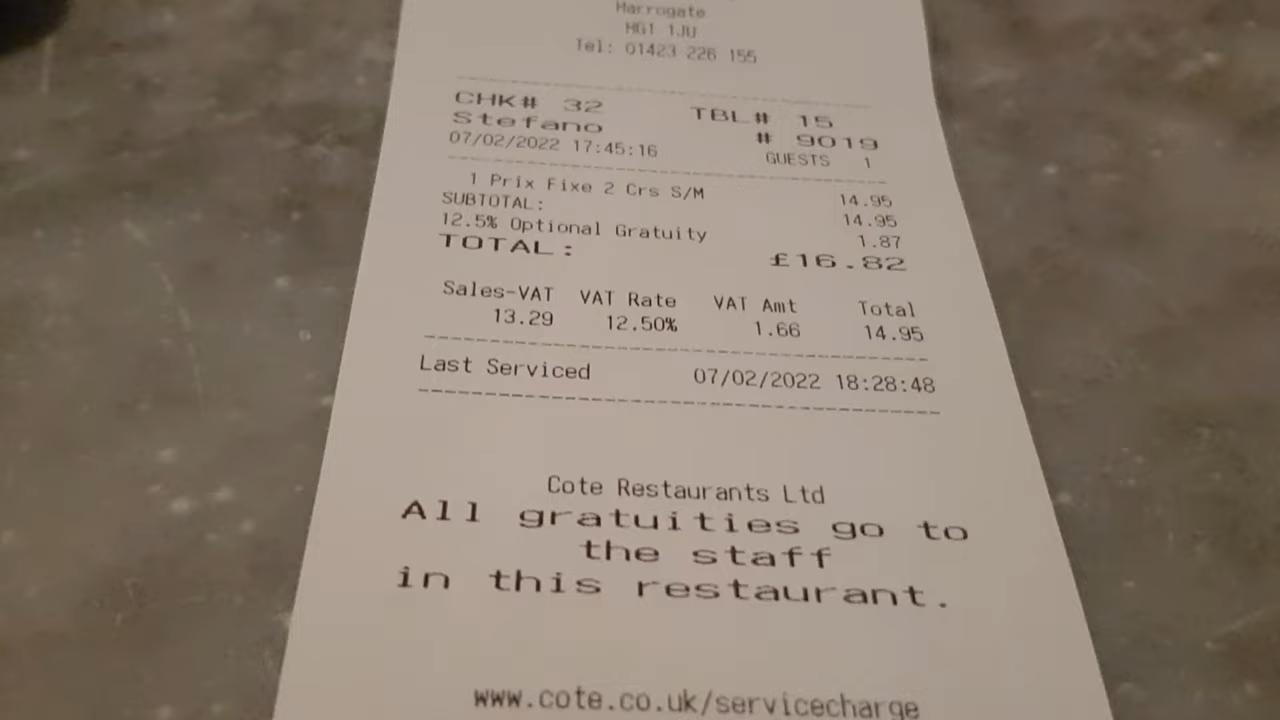 Harrogate
HG1 1JU
Tel: 01423 226 155
CHK# 32 TBL# 15
Stefano # 9019
07/02/2022 17:45:16 GUESTS 1
1 Prix Fixe 2 Crs S/M 14.95
SUBTOTAL: 14.95
12.5% Optional Gratuity 1.87
TOTAL: £16.82
Sales-VAT VAT Rate VAT Amt Total
13.29 12.50% 1.66 14.95
Last Serviced 07/02/2022 18:28:48
Cote Restaurants Ltd
All gratuities go to
the staff
in this restaurant.
www.cote.co.uk/servicecharge